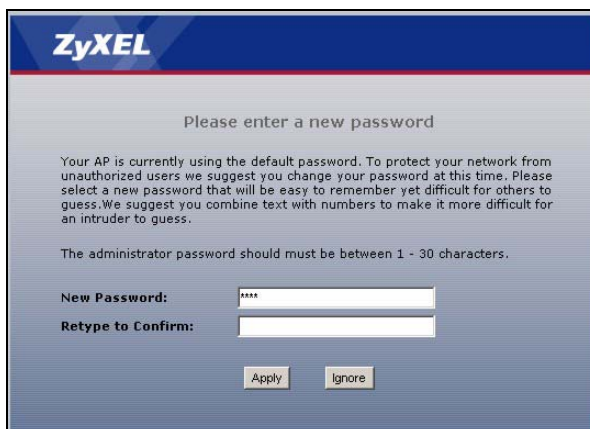 ZyXEL
Please enter a new password
Your AP is currently using the default password. To protect your network from
unauthorized users we suggest you change your password at this time. Please
select a new password that will be easy to remember yet difficult for others to
guess.We suggest you combine text with numbers to make it more difficult for
an intruder to guess.
The administrator password should must be between 1 - 30 characters.
New Password: ****
Retype to Confirm:
Apply Ignore